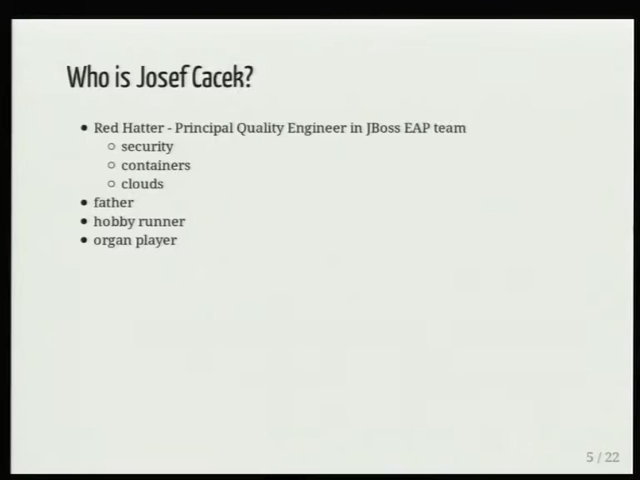 Who is Josef Cacek?
Red Hatter - Principal Quality Engineer in JBoss EAP team
security
containers
clouds
father
hobby runner
organ player
5 / 22